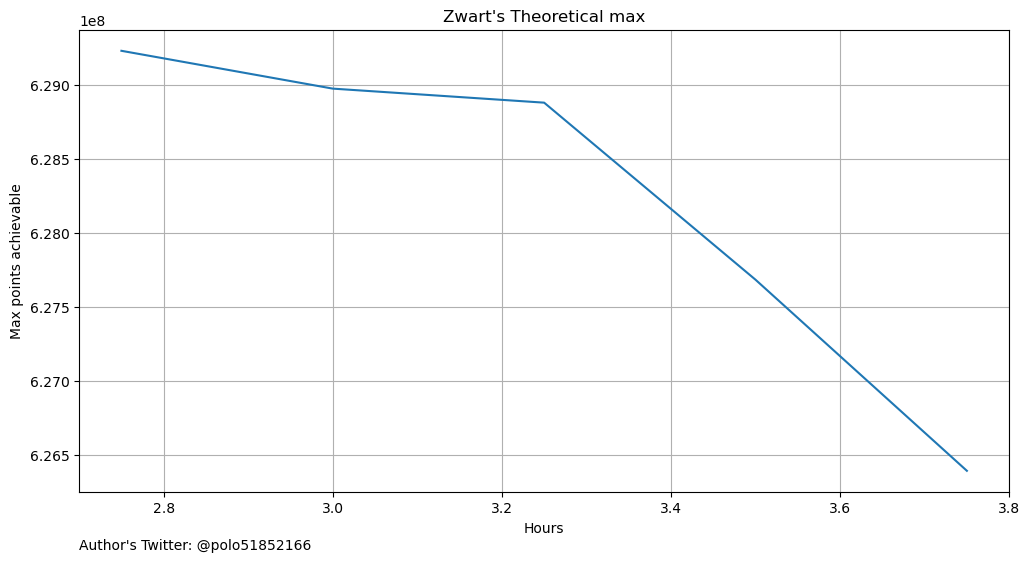 Zwart's Theoretical max
1e8
6.290
6.285
6.280
6.275
6.270
6.265
Max points achievable
2.8 3.0 3.2 3.4 3.6 3.8
Hours
Author's Twitter: @polo51852166